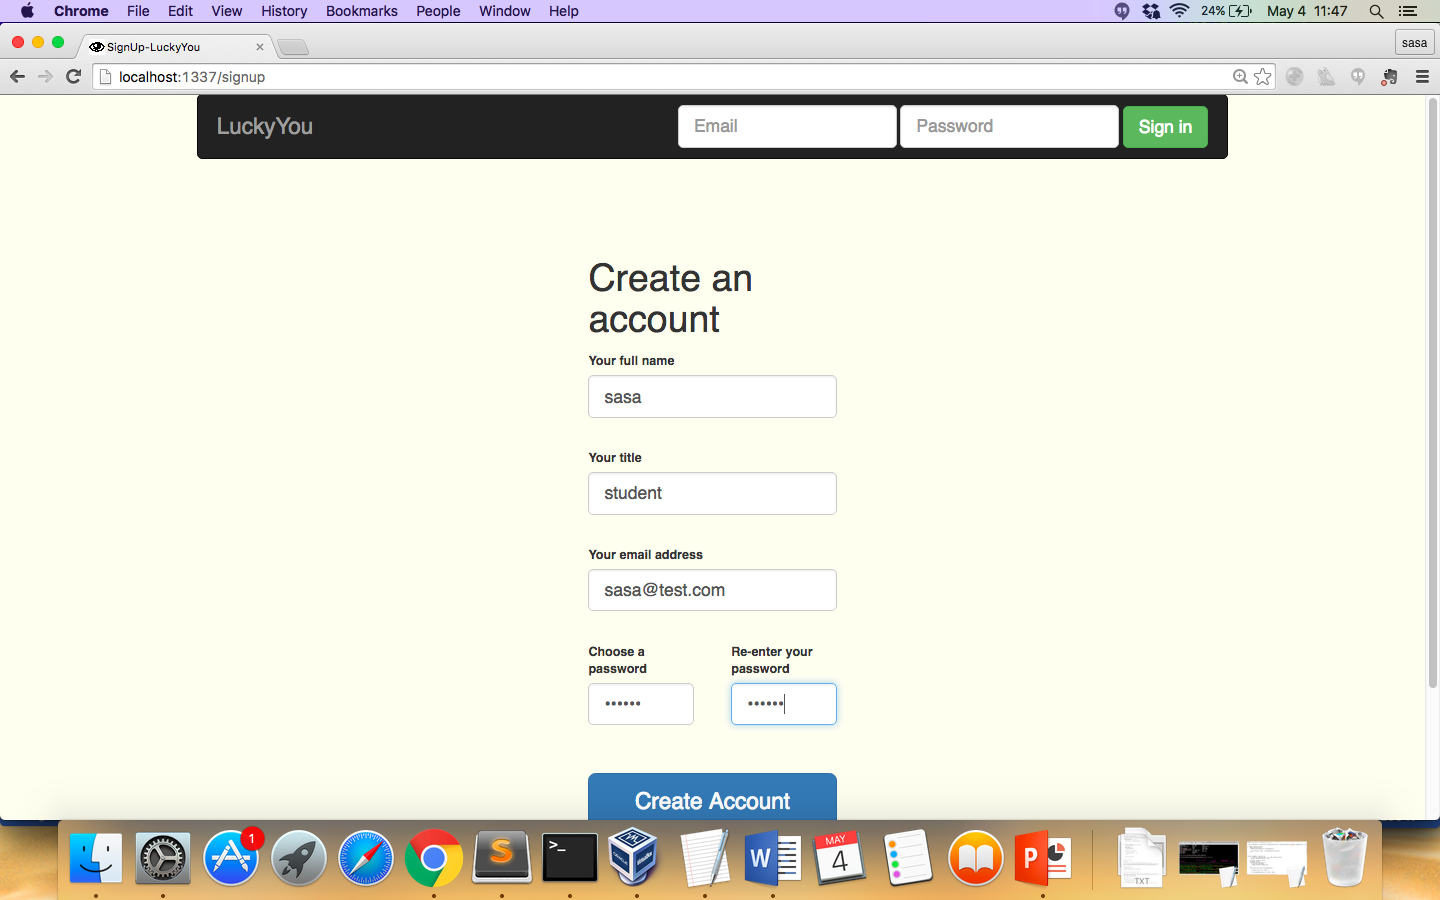 Chrome File Edit View History Bookmarks People Window Help 24% May 4 11:47
SignUp-LuckyYou
sasa
localhost:1337/signup
LuckyYou Email Password Sign in
Create an
account
Your full name
sasa
Your title
student
Your email address
sasa@test.com
Choose a
password
Re-enter your
password
••••••
••••••
Create Account
1
S
>_
W
MAY
4
P
TXT